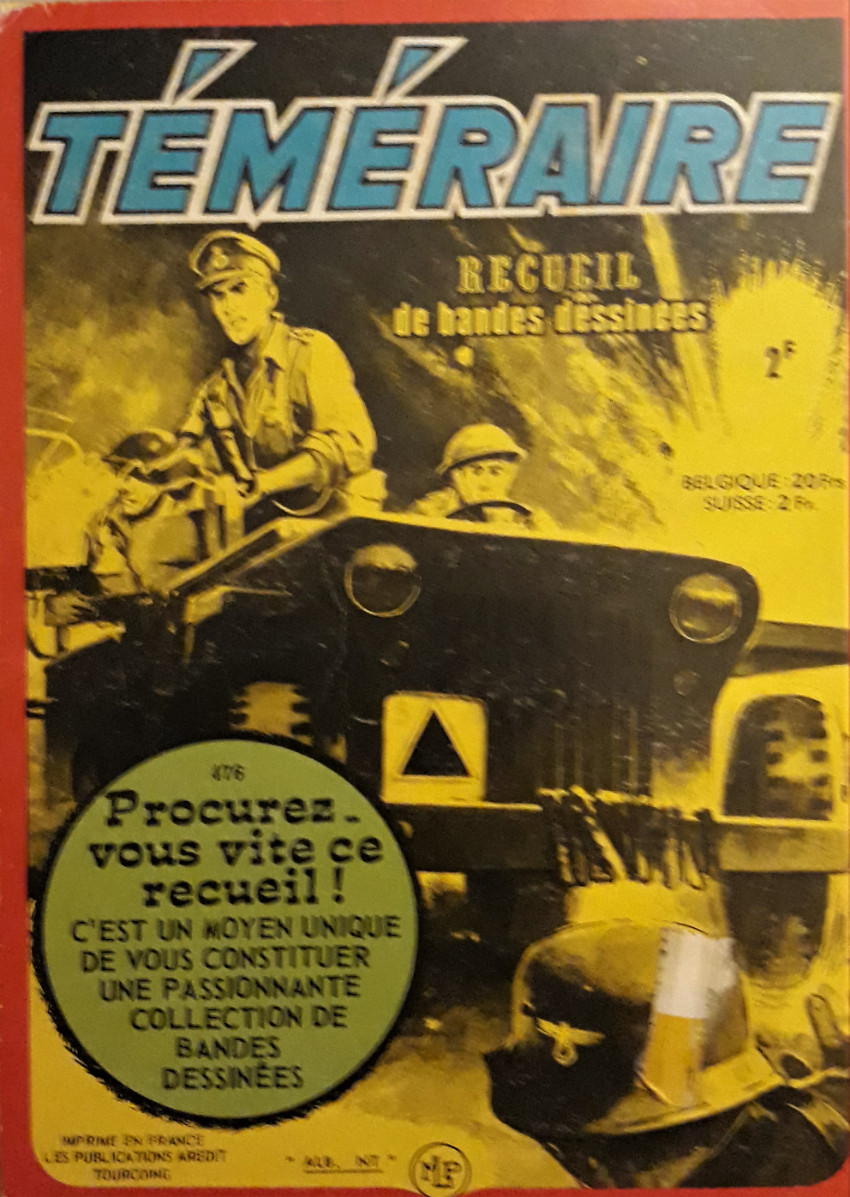 TÉMÉRAIRE
RECUEIL
de bandes dessinées
2F
BELGIQUE : 20 Frs
SUISSE : 2 Fr.
476
Procurez-
vous vite ce
recueil !
C'EST UN MOYEN UNIQUE
DE VOUS CONSTITUER
UNE PASSIONNANTE
COLLECTION DE
BANDES
DESSINÉES
IMPRIMÉ EN FRANCE
LES PUBLICATIONS AREDIT
TOURCOING